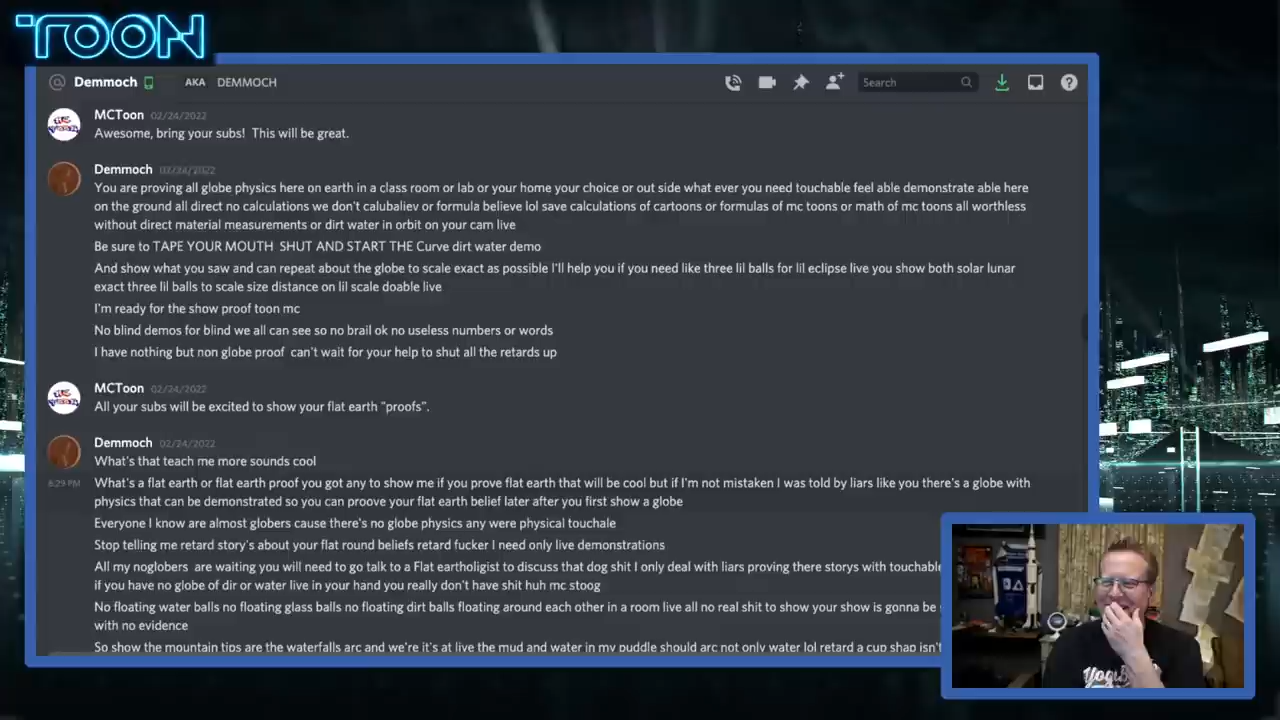 TOON
Demmoch AKA DEMMOCH Search
MCToon 02/24/2022
Awesome, bring your subs! This will be great.
Demmoch 02/24/2022
You are proving all globe physics here on earth in a class room or lab or your home your choice or out side what ever you need touchable feel able demonstrate able here
on the ground all direct no calculations we don't calubaliev or formula believe lol save calculations of cartoons or formulas of mc toons or math of mc toons all worthless
without direct material measurements or dirt water in orbit on your cam live
Be sure to TAPE YOUR MOUTH SHUT AND START THE Curve dirt water demo
And show what you saw and can repeat about the globe to scale exact as possible I'll help you if you need like three lil balls for lil eclipse live you show both solar lunar
exact three lil balls to scale size distance on lil scale doable live
I'm ready for the show proof toon mc
No blind demos for blind we all can see so no brail ok no useless numbers or words
I have nothing but non globe proof can't wait for your help to shut all the retards up
MCToon 02/24/2022
All your subs will be excited to show your flat earth "proofs".
Demmoch 02/24/2022
What's that teach me more sounds cool
6:29 PM What's a flat earth or flat earth proof you got any to show me if you prove flat earth that will be cool but if I'm not mistaken I was told by liars like you there's a globe with
physics that can be demonstrated so you can proove your flat earth belief later after you first show a globe
Everyone I know are almost globers cause there's no globe physics any were physical touchale
Stop telling me retard story's about your flat round beliefs retard fucker I need only live demonstrations
All my noglobers are waiting you will need to go talk to a Flat eartholigist to discuss that dog shit I only deal with liars proving there storys with touchable
if you have no globe of dir or water live in your hand you really don't have shit huh mc stoog
No floating water balls no floating glass balls no floating dirt balls floating around each other in a room live all no real shit to show your show is gonna be
with no evidence
So show the mountain tips are the waterfalls arc and we're it's at live the mud and water in my puddle should arc not only water lol retard a cup shap isn't